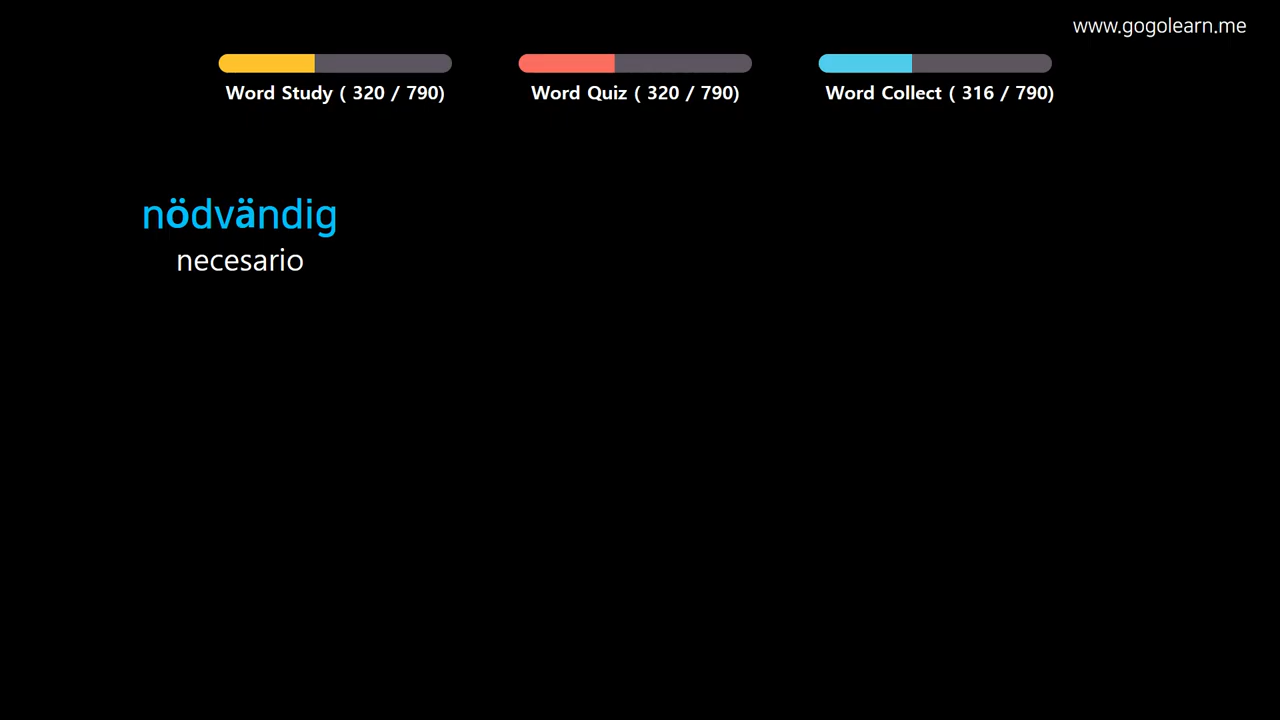 www.gogolearn.me
Word Study ( 320 / 790)
Word Quiz ( 320 / 790)
Word Collect ( 316 / 790)
nödvändig
necesario